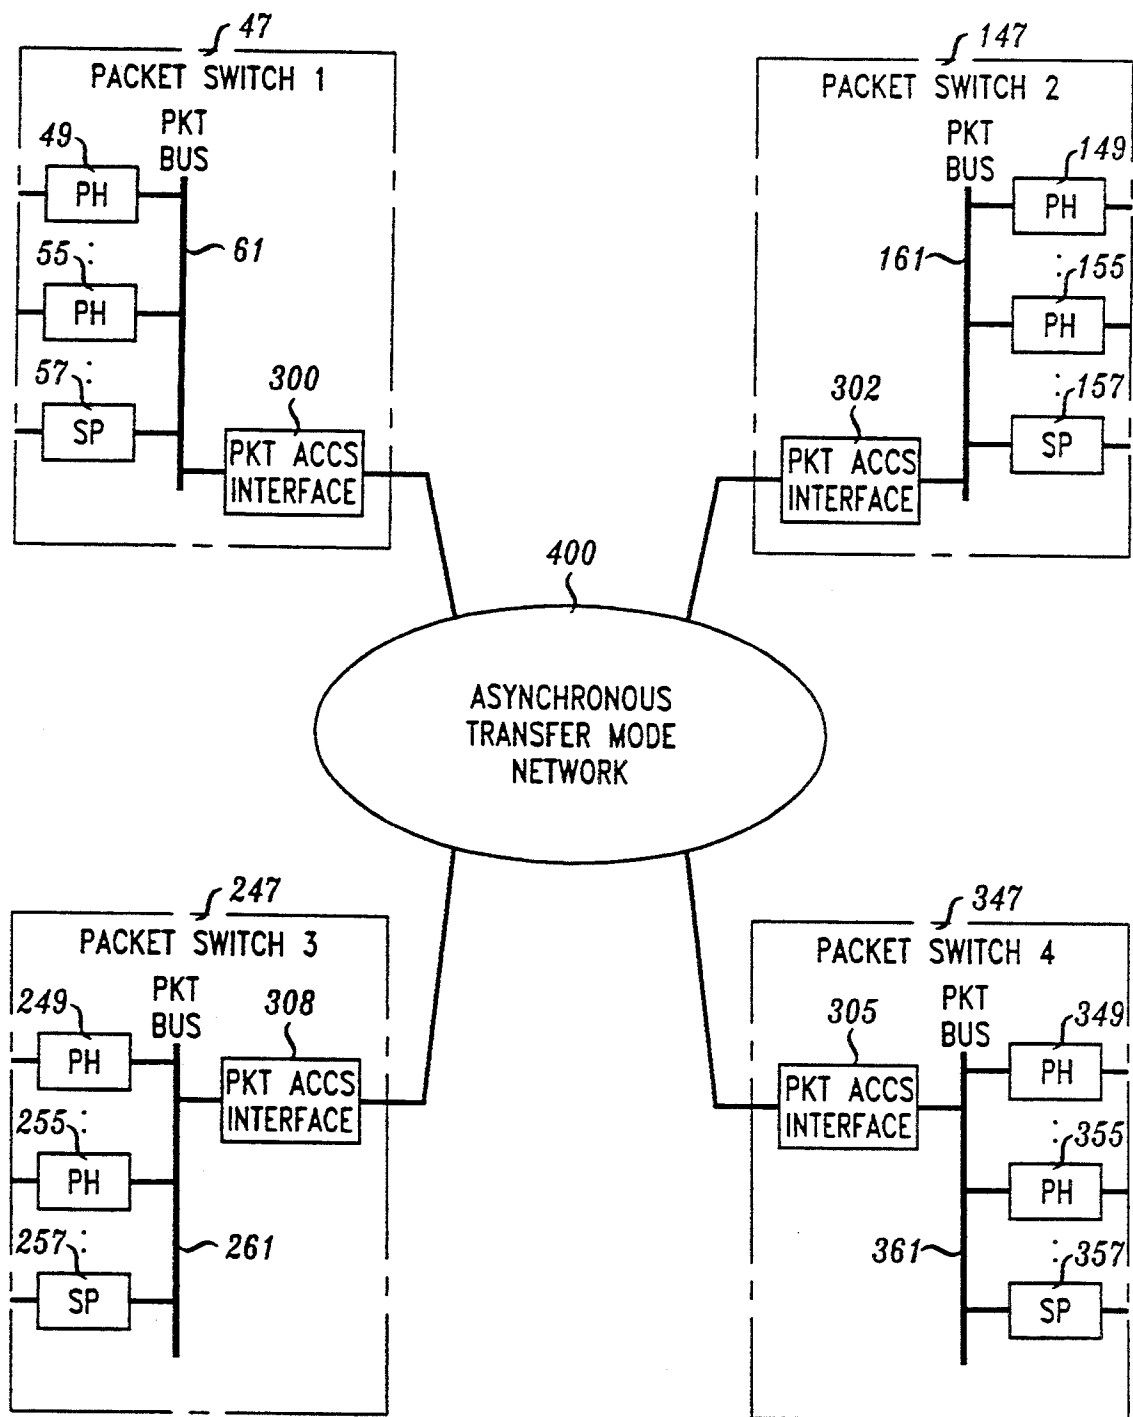 47
PACKET SWITCH 1
PKT
BUS
49
PH
61
55
PH
57
SP
300
PKT ACCS
INTERFACE
147
PACKET SWITCH 2
PKT
BUS
149
PH
161
155
PH
157
SP
302
PKT ACCS
INTERFACE
400
ASYNCHRONOUS
TRANSFER MODE
NETWORK
247
PACKET SWITCH 3
PKT
BUS
249
PH
308
PKT ACCS
INTERFACE
255
PH
257
SP
261
347
PACKET SWITCH 4
PKT
BUS
349
PH
305
PKT ACCS
INTERFACE
355
PH
361
357
SP